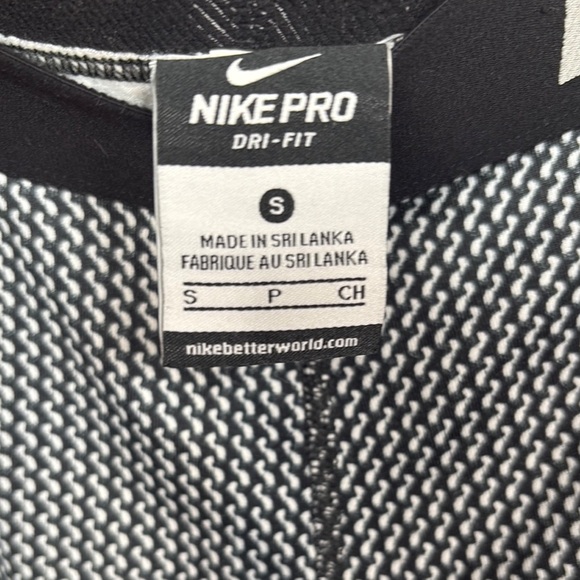 NIKE PRO
DRI-FIT
S
MADE IN SRI LANKA
FABRIQUE AU SRI LANKA
S P CH
nikebetterworld.com